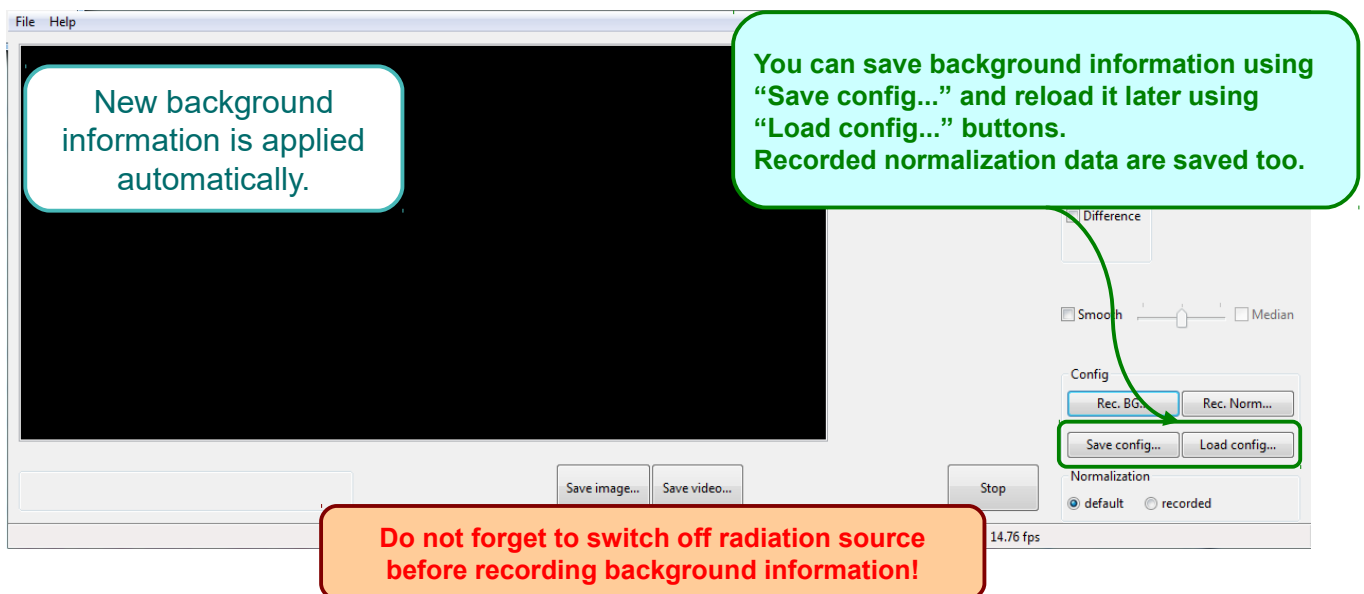 File Help
New background
information is applied
automatically.
You can save background information using
“Save config...” and reload it later using
“Load config...” buttons.
Recorded normalization data are saved too.
Difference
Smooth Median
Config
Rec. BG... Rec. Norm...
Save config... Load config...
Normalization
default recorded
Save image... Save video... Stop
14.76 fps
Do not forget to switch off radiation source
before recording background information!